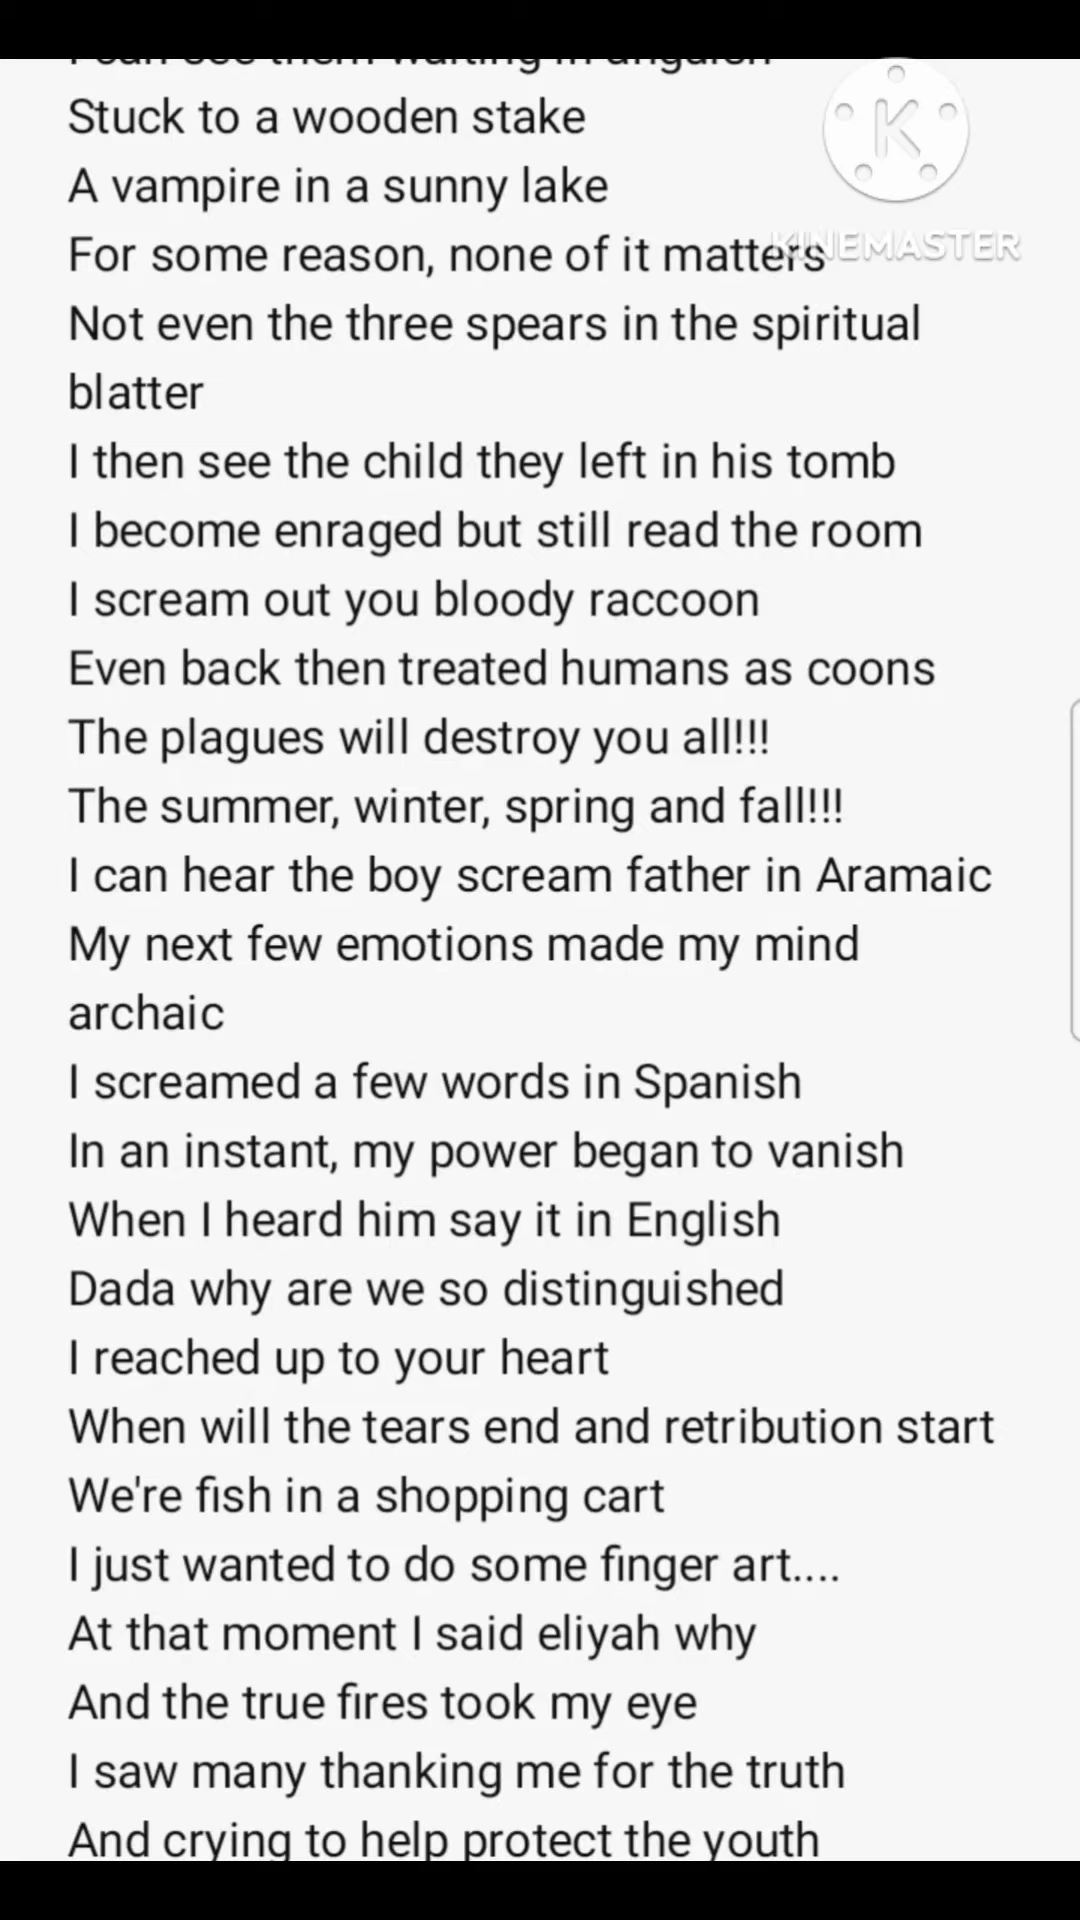 I can see them waiting in anguish
Stuck to a wooden stake
A vampire in a sunny lake
For some reason, none of it matters
KINEMASTER
Not even the three spears in the spiritual
blatter
I then see the child they left in his tomb
I become enraged but still read the room
I scream out you bloody raccoon
Even back then treated humans as coons
The plagues will destroy you all!!!
The summer, winter, spring and fall!!!
I can hear the boy scream father in Aramaic
My next few emotions made my mind
archaic
I screamed a few words in Spanish
In an instant, my power began to vanish
When I heard him say it in English
Dada why are we so distinguished
I reached up to your heart
When will the tears end and retribution start
We're fish in a shopping cart
I just wanted to do some finger art....
At that moment I said eliyah why
And the true fires took my eye
I saw many thanking me for the truth
And crying to help protect the youth